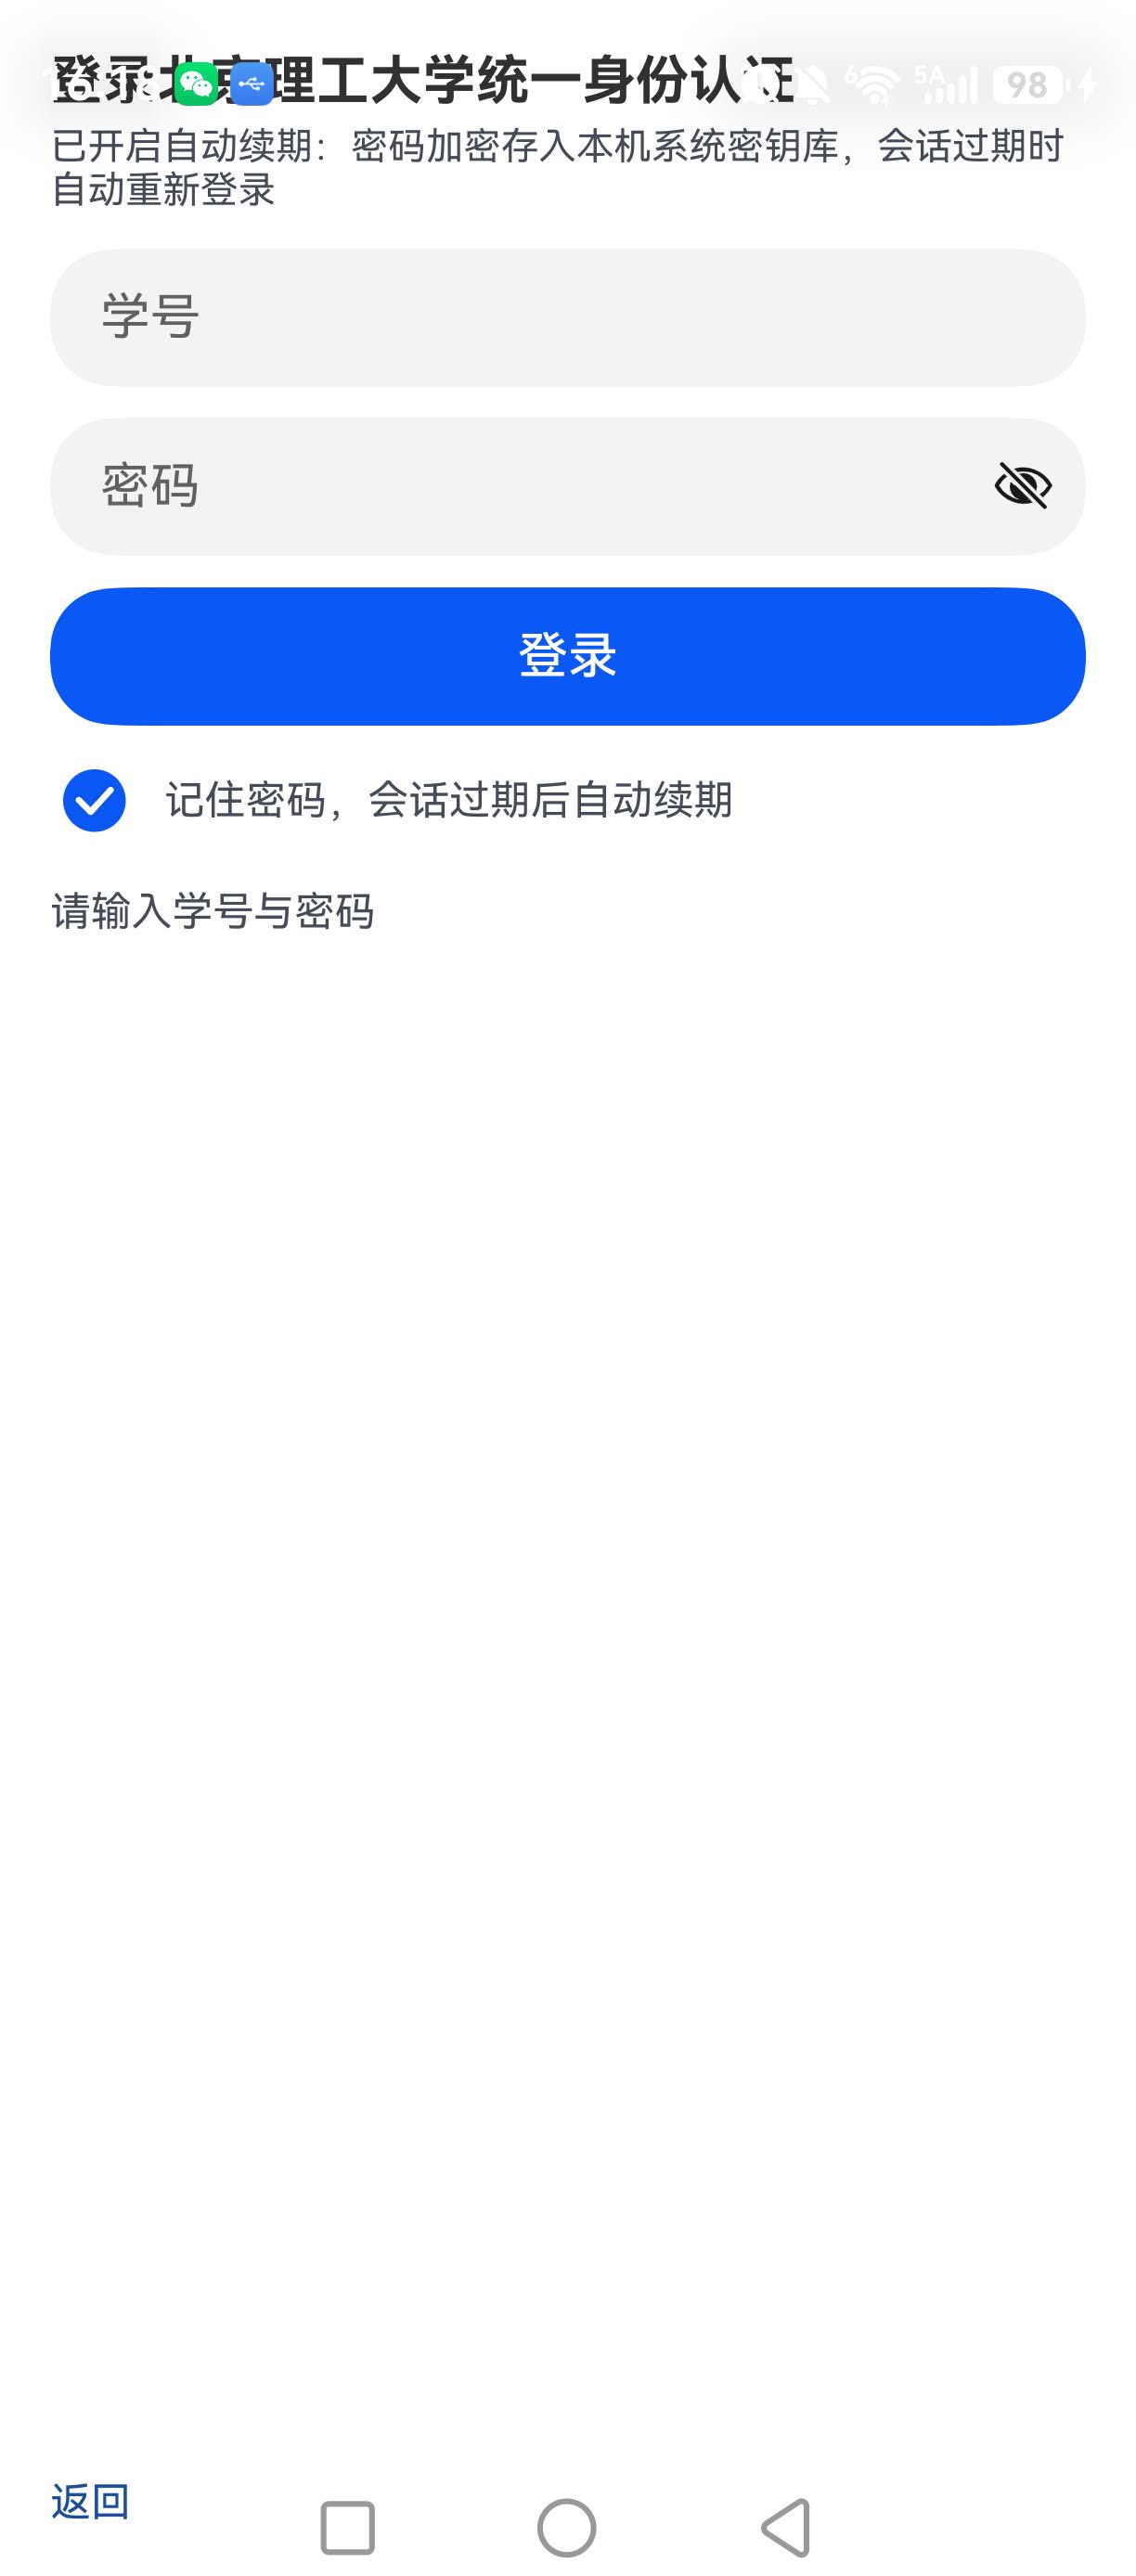 登录北京理工大学统一身份认证
6
5A
98
已开启自动续期：密码加密存入本机系统密钥库，会话过期时
自动重新登录
学号
密码
登录
记住密码，会话过期后自动续期
请输入学号与密码
返回